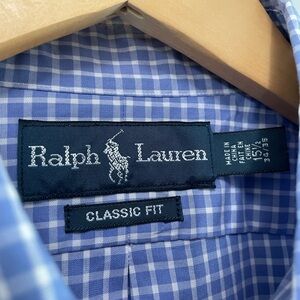 Ralph Lauren
CLASSIC FIT
MADE IN
CHINA
FAIT EN
CHINE
15½
34/35